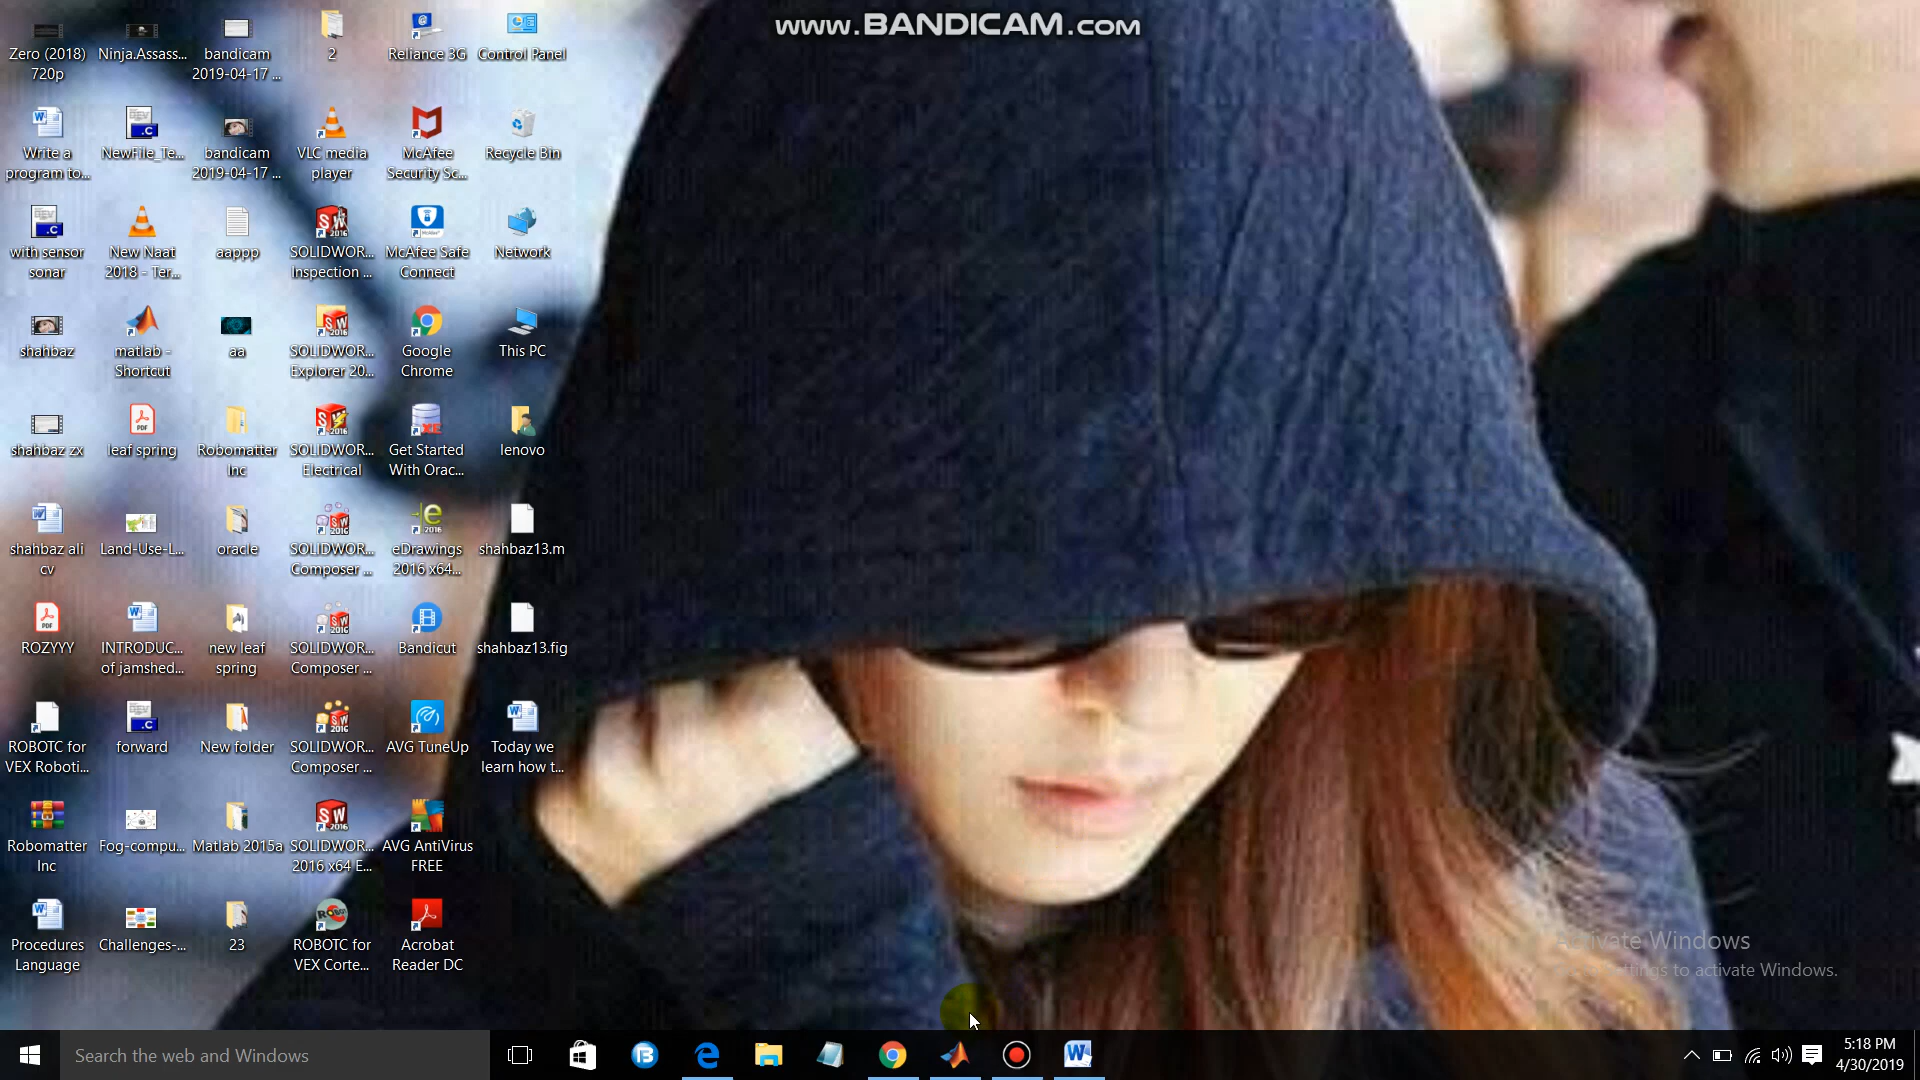 www.BANDICAM.com
Zero (2018)
720p
Ninja.Assass...
bandicam
2019-04-17 ...
2
Reliance 3G
Control Panel
Write a
program to...
NewFile_Te...
bandicam
2019-04-17 ...
VLC media
player
McAfee
Security Sc...
Recycle Bin
with sensor
sonar
New Naat
2018 - Ter...
aappp
SOLIDWOR...
Inspection ...
McAfee Safe
Connect
Network
shahbaz
matlab -
Shortcut
aa
SOLIDWOR...
Explorer 20...
Google
Chrome
This PC
shahbaz zx
leaf spring
Robomatter
Inc
SOLIDWOR...
Electrical
Get Started
With Orac...
lenovo
shahbaz ali
cv
Land-Use-L...
oracle
SOLIDWOR...
Composer ...
eDrawings
2016 x64...
shahbaz13.m
ROZYYY
INTRODUC...
of jamshed...
new leaf
spring
SOLIDWOR...
Composer ...
Bandicut
shahbaz13.fig
ROBOTC for
VEX Roboti...
forward
New folder
SOLIDWOR...
Composer ...
AVG TuneUp
Today we
learn how t...
Robomatter
Inc
Fog-compu...
Matlab 2015a
SOLIDWOR...
2016 x64 E...
AVG AntiVirus
FREE
Procedures
Language
Challenges-...
23
ROBOTC for
VEX Corte...
Acrobat
Reader DC
Activate Windows
to activate Windows.
Search the web and Windows
5:18 PM
4/30/2019